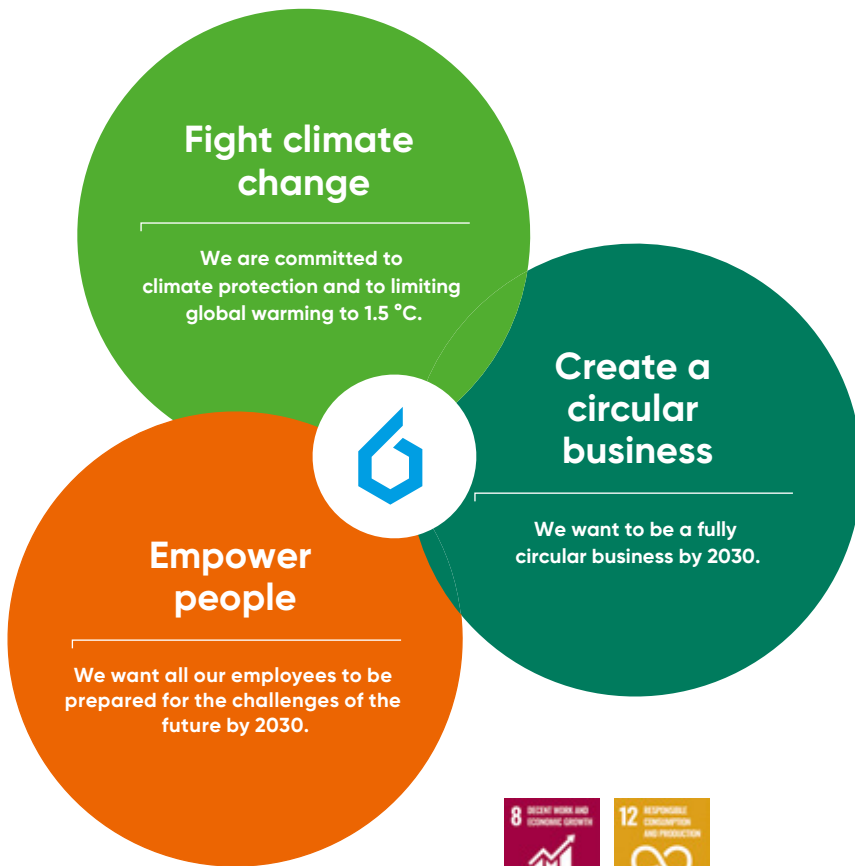 Fight climate
change
We are committed to
climate protection and to limiting
global warming to 1.5 °C.
Create a
circular
business
We want to be a fully
circular business by 2030.
Empower
people
We want all our employees to be
prepared for the challenges of the
future by 2030.
8 DECENT WORK AND
ECONOMIC GROWTH
12 RESPONSIBLE
CONSUMPTION
AND PRODUCTION